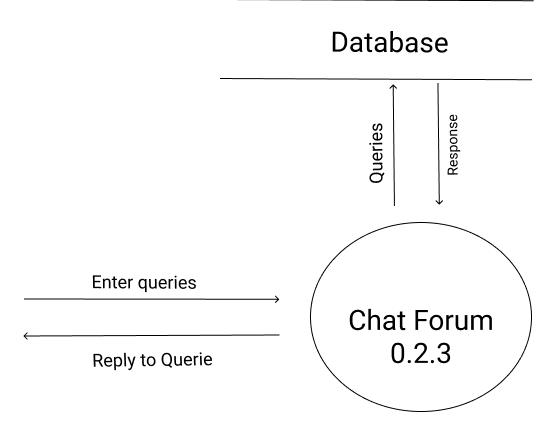 Database
Queries
Response
Enter queries
Reply to Querie
Chat Forum
0.2.3